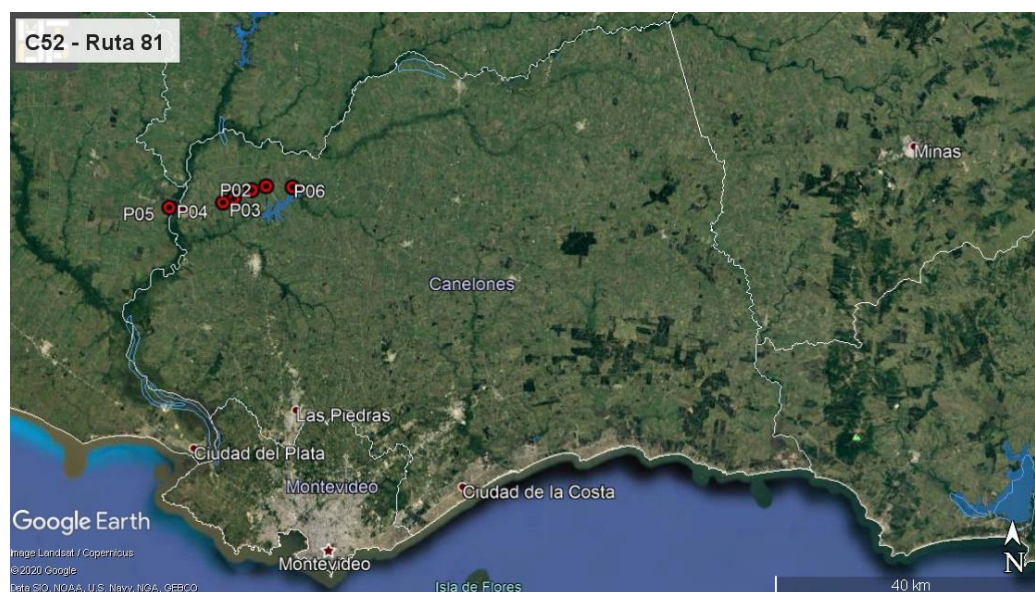 C52 - Ruta 81
Minas
P02
P06
P05
P04
P03
Canelones
Las Piedras
Ciudad del Plata
Montevideo
Ciudad de la Costa
Google Earth
Image Landsat / Copernicus
©2020 Google
Data SIO, NOAA, U.S. Navy, NGA, GEBCO
Montevideo
Isla de Flores
40 km
N